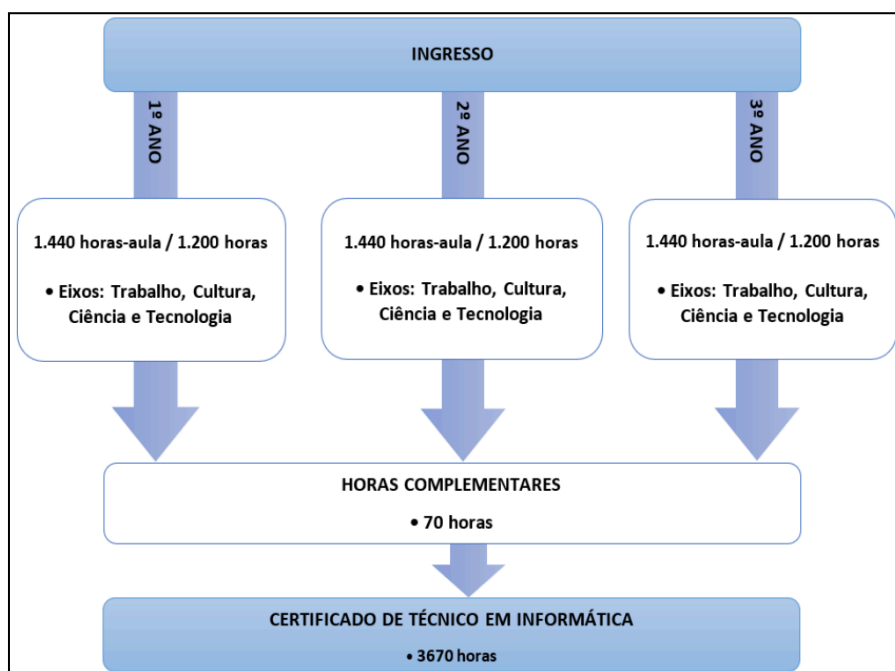 INGRESSO
1º ANO
2º ANO
3º ANO
1.440 horas-aula / 1.200 horas
• Eixos: Trabalho, Cultura,
Ciência e Tecnologia
1.440 horas-aula / 1.200 horas
• Eixos: Trabalho, Cultura,
Ciência e Tecnologia
1.440 horas-aula / 1.200 horas
• Eixos: Trabalho, Cultura,
Ciência e Tecnologia
HORAS COMPLEMENTARES
• 70 horas
CERTIFICADO DE TÉCNICO EM INFORMÁTICA
• 3670 horas